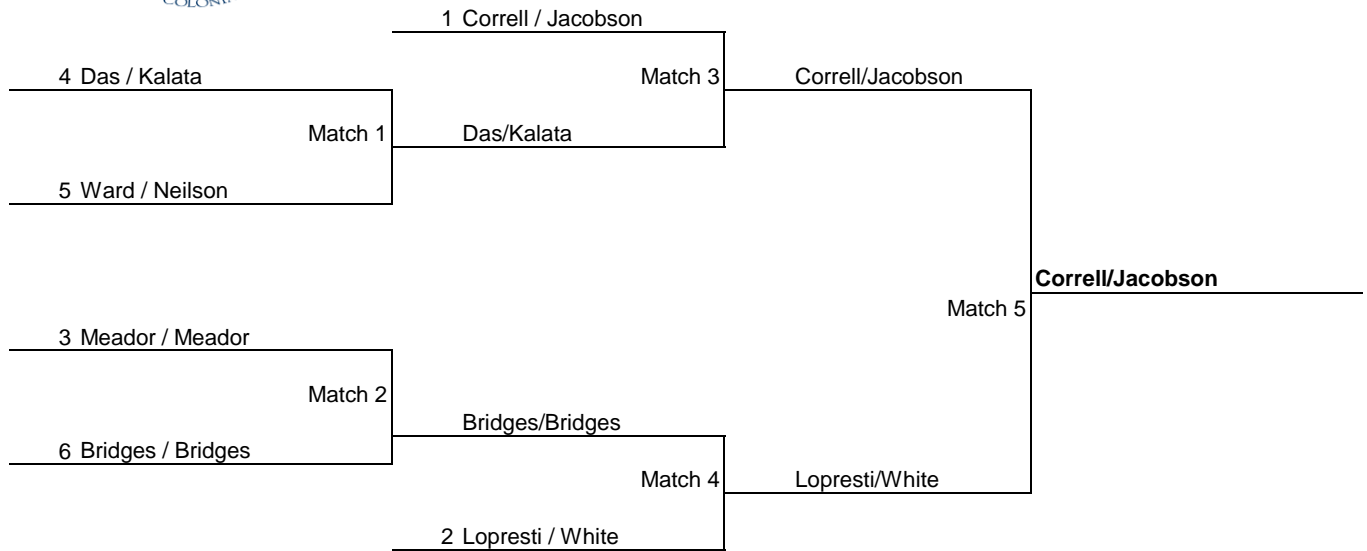 1 Correll / Jacobson
4 Das / Kalata
Match 3
Correll/Jacobson
Match 1
Das/Kalata
5 Ward / Neilson
Correll/Jacobson
Match 5
3 Meador / Meador
Match 2
Bridges/Bridges
6 Bridges / Bridges
Match 4
Lopresti/White
2 Lopresti / White